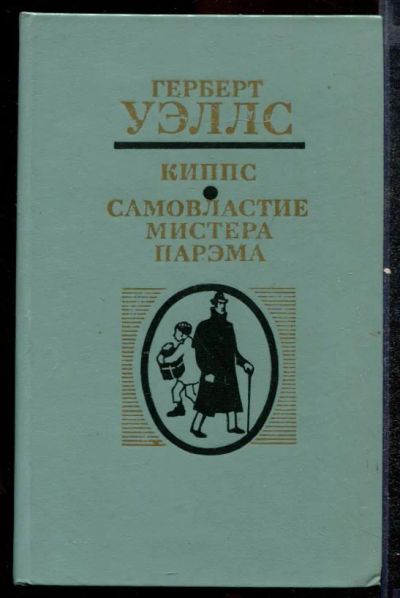 ГЕРБЕРТ
УЭЛЛС
КИППС
САМОВЛАСТИЕ
МИСТЕРА
ПАРЭМА